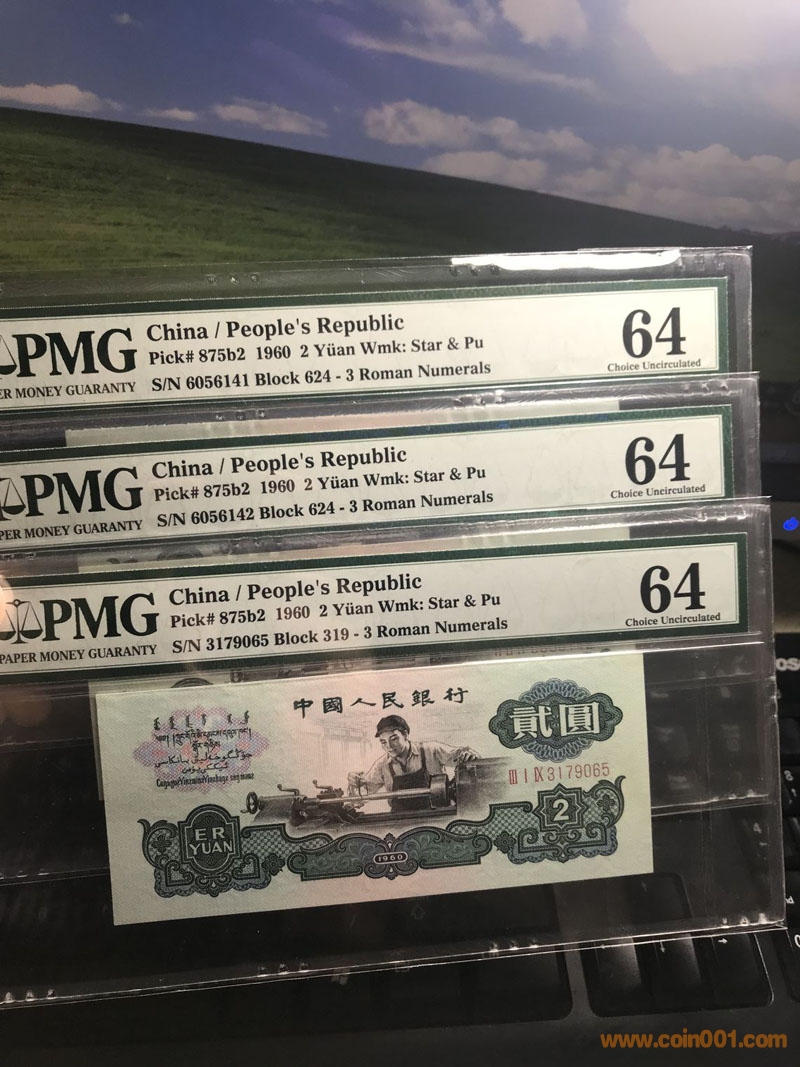 PMG
China / People's Republic
Pick# 875b2 1960 2 Yüan Wmk: Star & Pu
S/N 6056141 Block 624 - 3 Roman Numerals
ER MONEY GUARANTY
64
Choice Uncirculated
PMG
China / People's Republic
Pick# 875b2 1960 2 Yüan Wmk: Star & Pu
S/N 6056142 Block 624 - 3 Roman Numerals
PER MONEY GUARANTY
64
Choice Uncirculated
PMG
China / People's Republic
Pick# 875b2 1960 2 Yüan Wmk: Star & Pu
S/N 3179065 Block 319 - 3 Roman Numerals
PAPER MONEY GUARANTY
64
Choice Uncirculated
中國人民銀行
貳圓
III I IX 3179065
2
ER
YUAN
1960
www.coin001.com